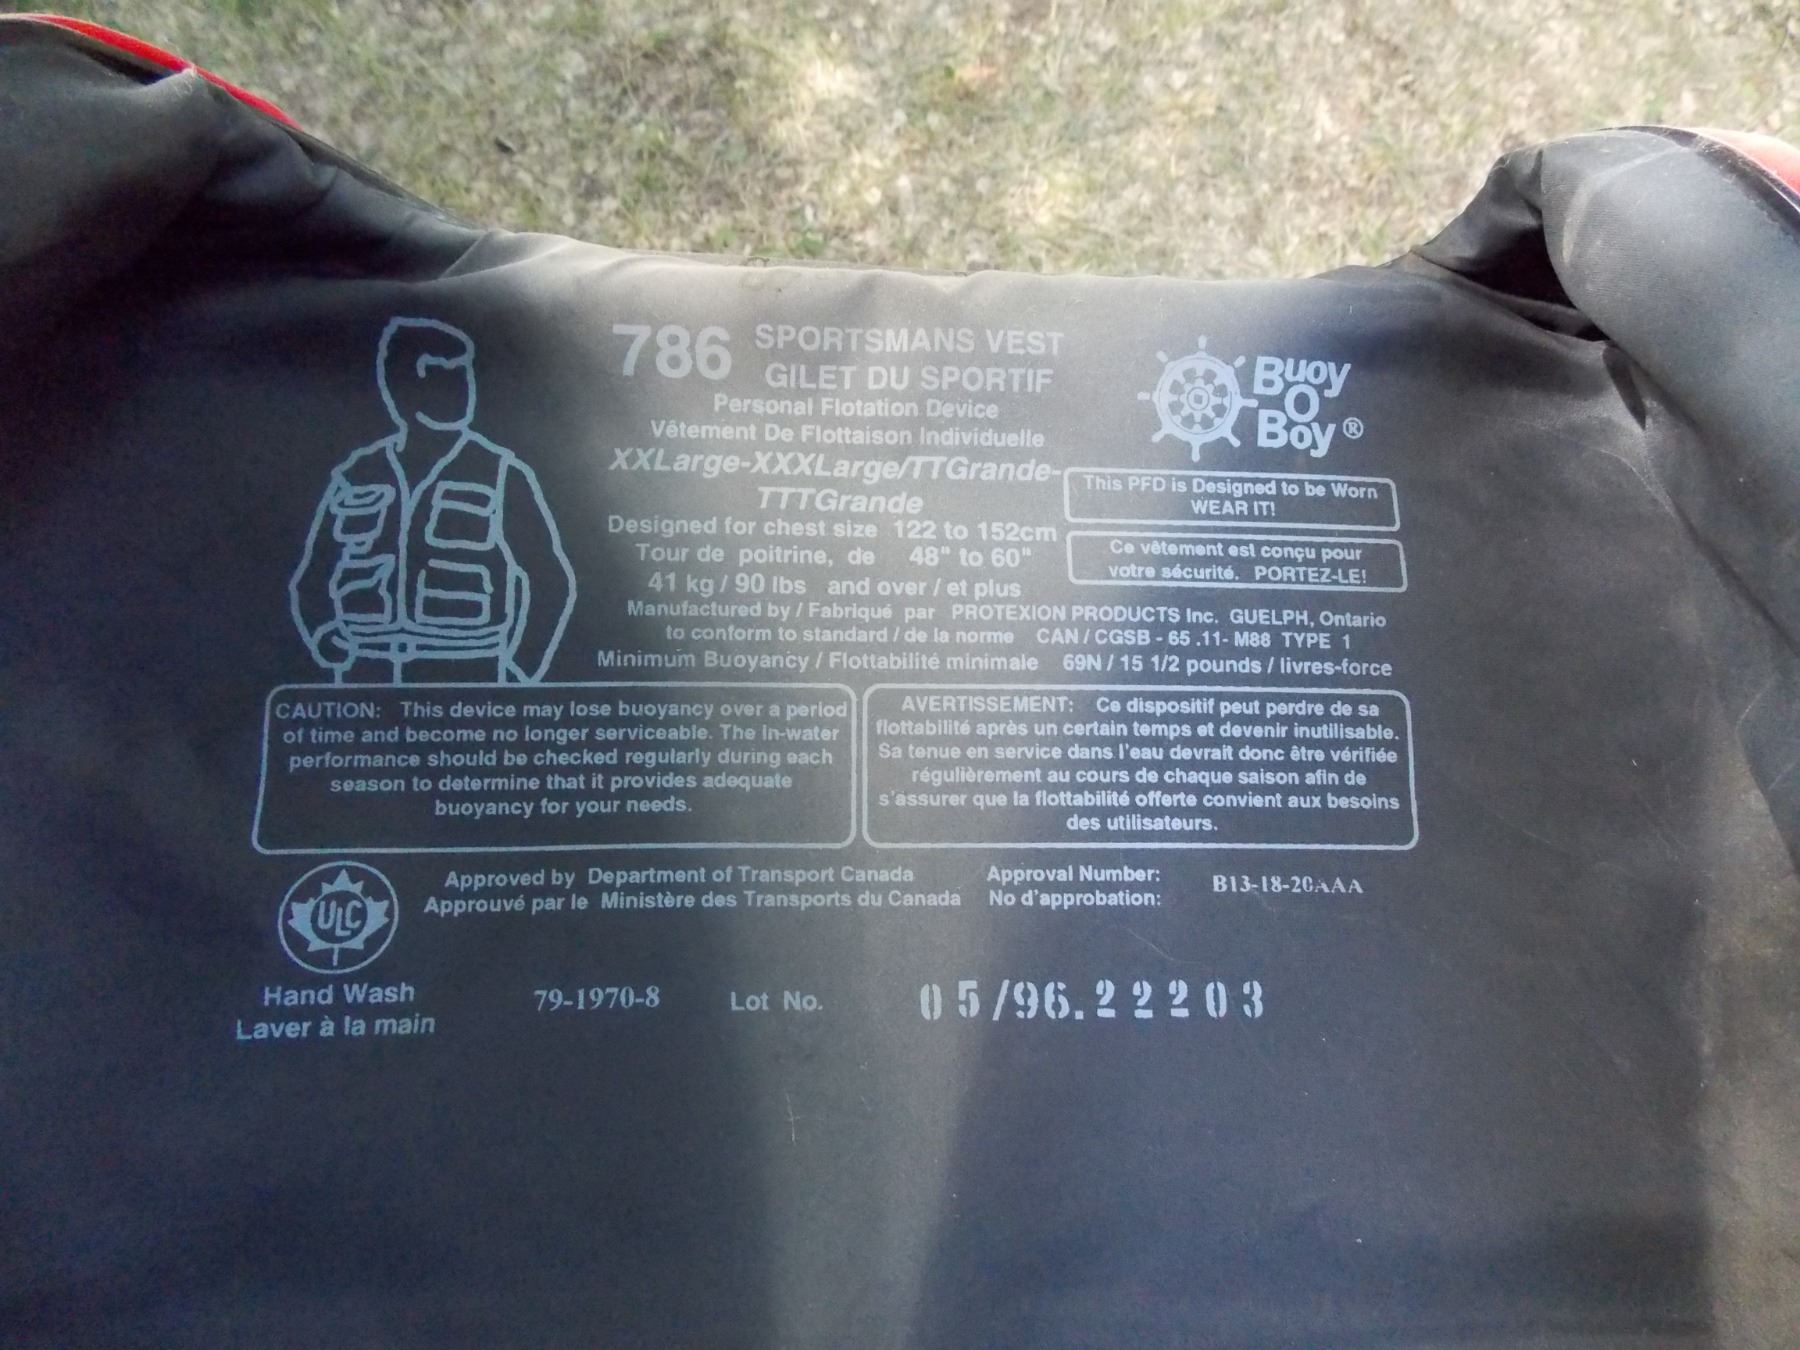 786 SPORTSMANS VEST
GILET DU SPORTIF
Personal Flotation Device
Vêtement De Flottaison Individuelle
XXLarge-XXXLarge/TTGrande-
TTTGrande
Designed for chest size 122 to 152cm
Tour de poitrine, de 48" to 60"
41 kg / 90 lbs and over / et plus
Buoy
O
Boy ®
This PFD is Designed to be Worn
WEAR IT!
Ce vêtement est conçu pour
votre sécurité. PORTEZ-LE!
Manufactured by / Fabriqué par PROTEXION PRODUCTS Inc. GUELPH, Ontario
to conform to standard / de la norme CAN / CGSB - 65 .11- M88 TYPE 1
Minimum Buoyancy / Flottabilité minimale 69N / 15 1/2 pounds / livres-force
CAUTION: This device may lose buoyancy over a period
of time and become no longer serviceable. The in-water
performance should be checked regularly during each
season to determine that it provides adequate
buoyancy for your needs.
AVERTISSEMENT: Ce dispositif peut perdre de sa
flottabilité après un certain temps et devenir inutilisable.
Sa tenue en service dans l'eau devrait donc être vérifiée
régulièrement au cours de chaque saison afin de
s'assurer que la flottabilité offerte convient aux besoins
des utilisateurs.
ULC
Approved by Department of Transport Canada
Approuvé par le Ministère des Transports du Canada
Approval Number:
No d'approbation:
B13-18-20AAA
Hand Wash
Laver à la main
79-1970-8
Lot No.
05/96.22203